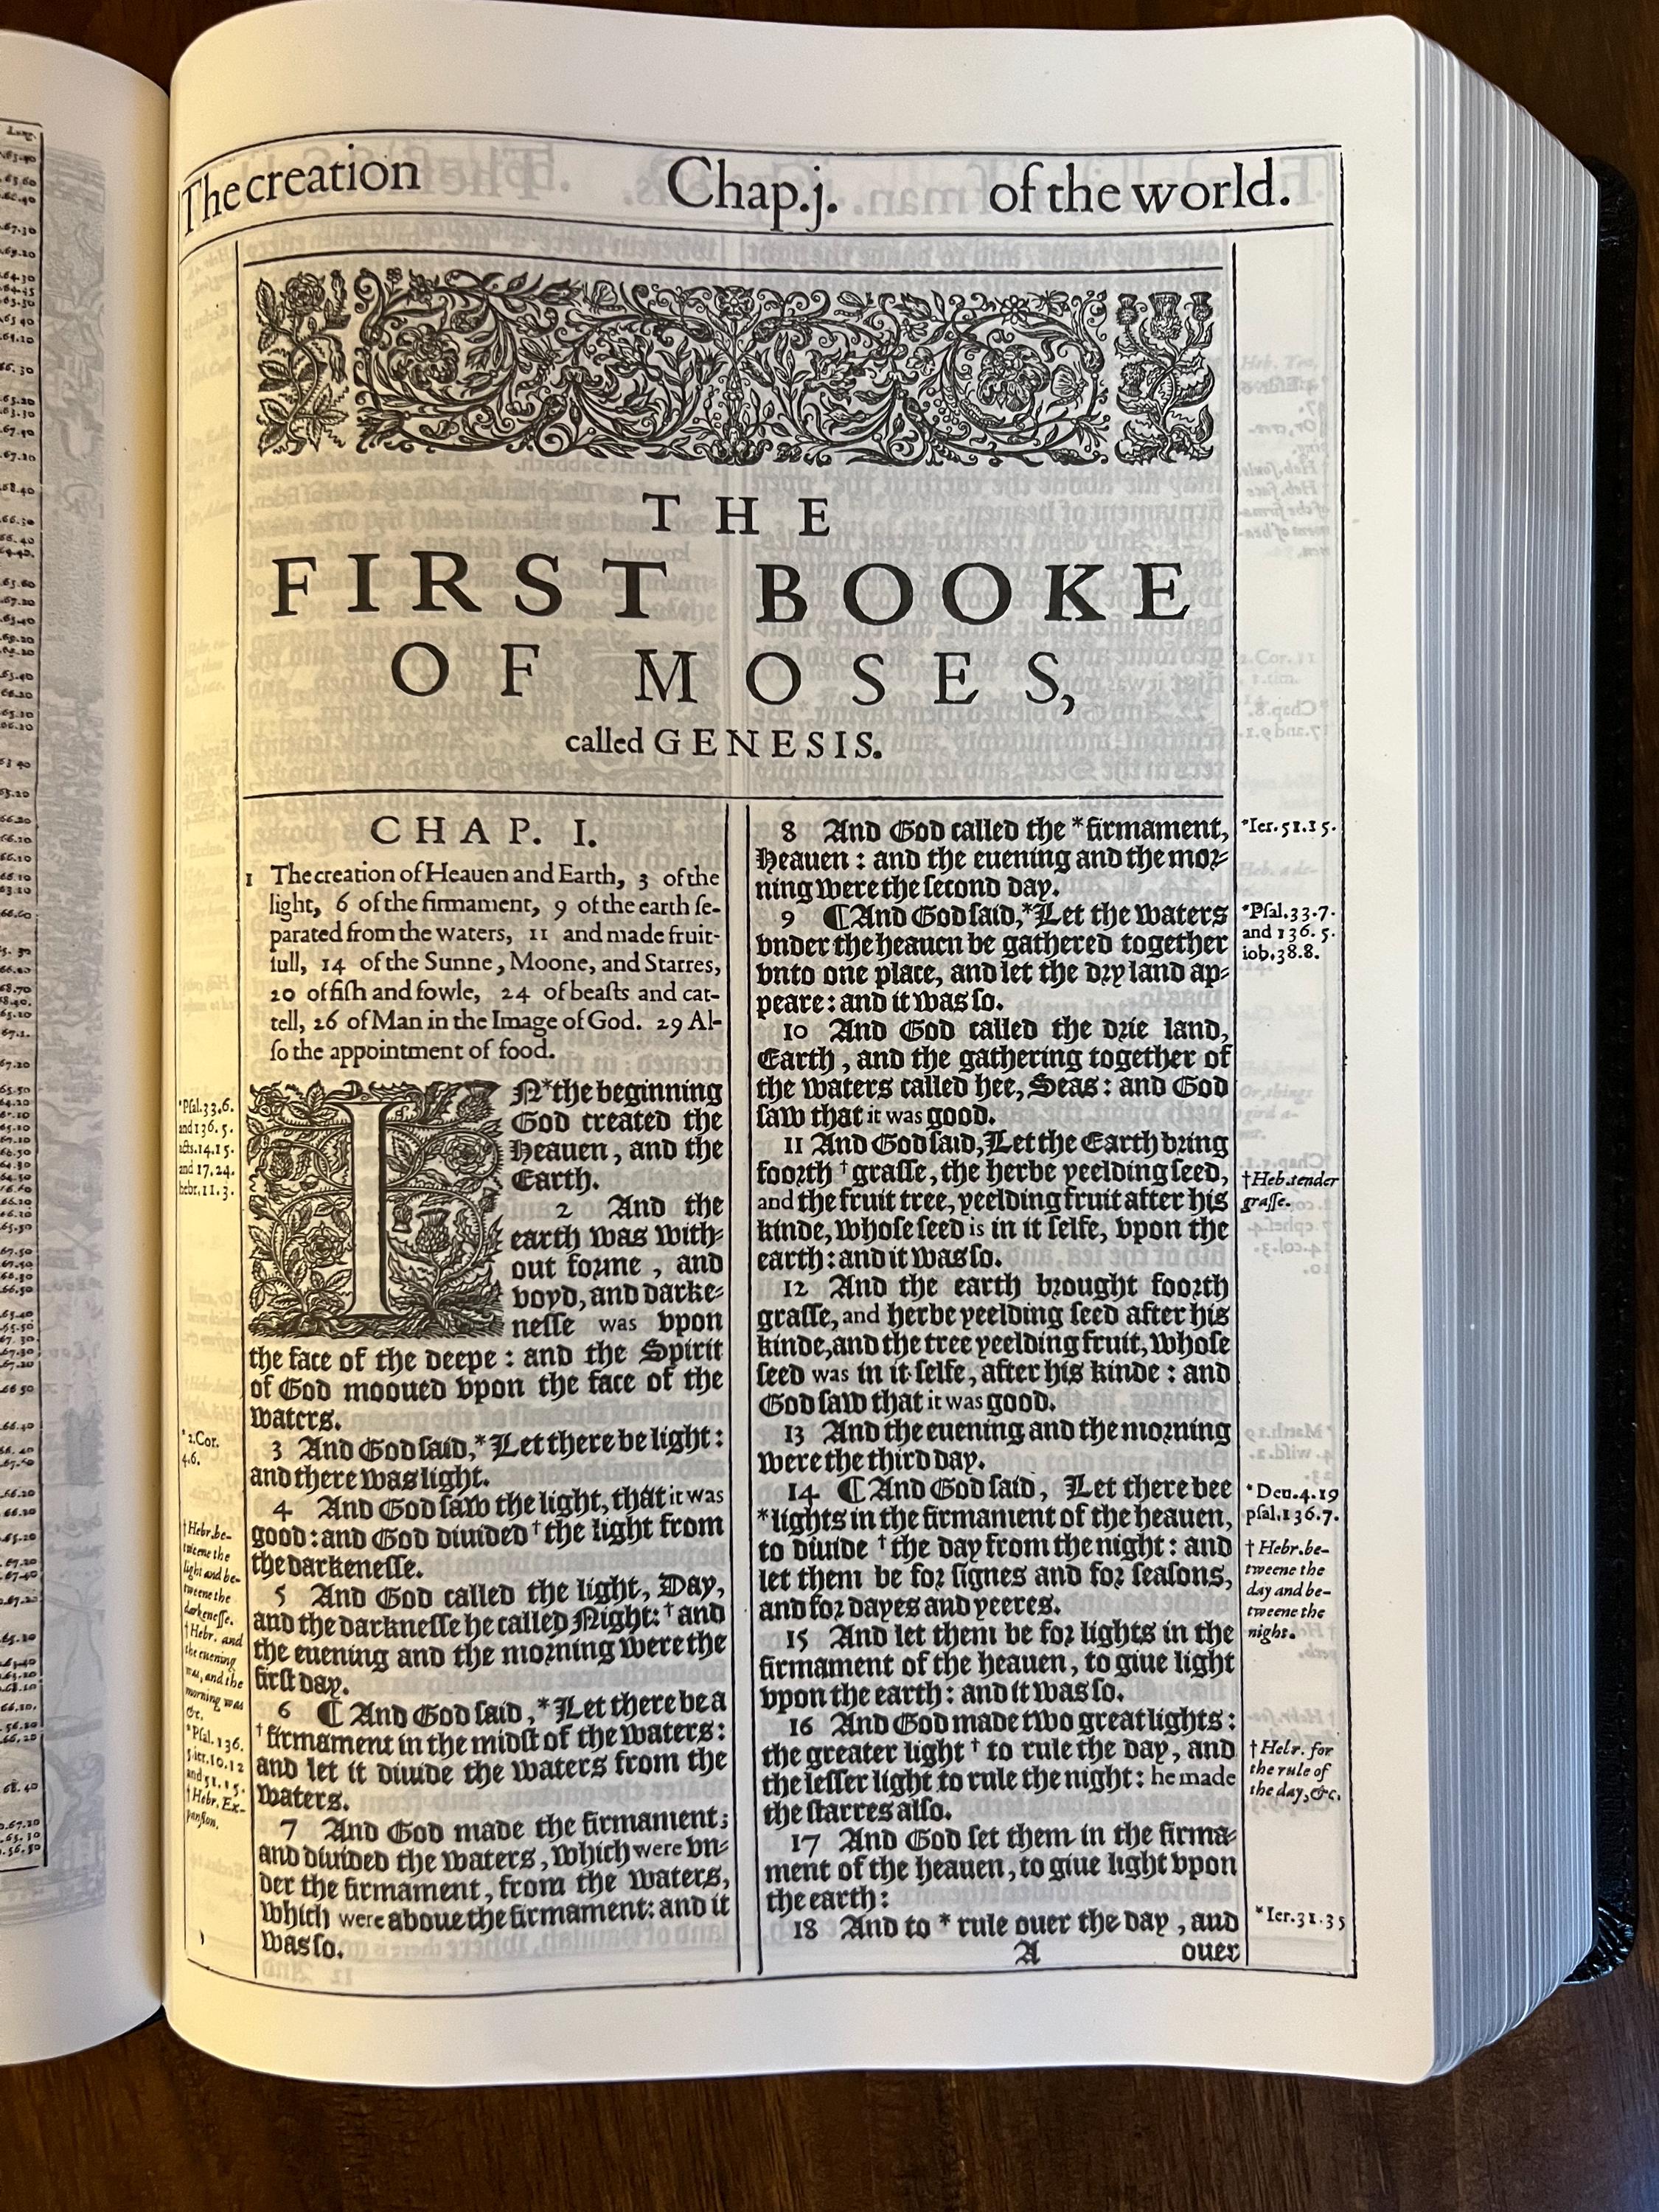 The creation Chap.j. of the world.
THE
FIRST BOOKE
OF MOSES,
called GENESIS.
CHAP. I.
1 The creation of Heauen and Earth, 3 of the
light, 6 of the firmament, 9 of the earth ſe-
parated from the waters, 11 and made fruit-
full, 14 of the Sunne, Moone, and Starres,
20 of fiſh and fowle, 24 of beaſts and cat-
tell, 26 of Man in the Image of God. 29 Al-
ſo the appointment of food.
IN *the beginning
God created the
Heauen, and the
Earth.
2 And the
earth was with-
out forme, and
voyd, and darke-
neſſe was vpon
the face of the deepe: and the Spirit
of God mooued vpon the face of the
waters.
3 And God ſaid,* Let there be light:
and there was light.
4 And God ſaw the light, that it was
good: and God diuided †the light from
the darkeneſſe.
5 And God called the light, Day,
and the darkneſſe he called Night: †and
the euening and the morning were the
firſt day.
6 ¶ And God ſaid,* Let there be a
†firmament in the midſt of the waters:
and let it diuide the waters from the
waters.
7 And God made the firmament;
and diuided the waters, which were vn-
der the firmament, from the waters,
which were aboue the firmament: and it
was ſo.
*Pſal.33.6.
and 136.5.
acts.14.15.
and 17.24.
hebr.11.3.
*2.Cor.
4.6.
†Hebr.be-
tweene the
light and be-
tweene the
darkeneſſe.
†Hebr. and
the euening
was, and the
morning was
&c.
*Pſal.136.
5.ier.10.12
and 51.15.
†Hebr. Ex-
panſion.
8 And God called the *firmament,
Heauen: and the euening and the mor-
ning were the ſecond day.
9 ¶And God ſaid,*Let the waters
vnder the heauen be gathered together
vnto one place, and let the dry land ap-
peare: and it was ſo.
10 And God called the drie land,
Earth, and the gathering together of
the waters called hee, Seas: and God
ſaw that it was good.
11 And God ſaid, Let the Earth bring
foorth †graſſe, the herbe yeelding ſeed,
and the fruit tree, yeelding fruit after his
kinde, whoſe ſeed is in it ſelfe, vpon the
earth: and it was ſo.
12 And the earth brought foorth
graſſe, and herbe yeelding ſeed after his
kinde, and the tree yeelding fruit, whoſe
ſeed was in it ſelfe, after his kinde: and
God ſaw that it was good.
13 And the euening and the morning
were the third day.
14 ¶And God ſaid, Let there bee
*lights in the firmament of the heauen,
to diuide †the day from the night: and
let them be for ſignes and for ſeaſons,
and for dayes and yeeres.
15 And let them be for lights in the
firmament of the heauen, to giue light
vpon the earth: and it was ſo.
16 And God made two great lights:
the greater light †to rule the day, and
the leſſer light to rule the night: he made
the ſtarres alſo.
17 And God ſet them in the firma-
ment of the heauen, to giue light vpon
the earth:
18 And to *rule ouer the day, and
A ouer
*Ier.51.15.
*Pſal.33.7.
and 136.5.
iob.38.8.
†Heb.tender
graſſe.
*Deu.4.19
pſal.136.7.
†Hebr.be-
tweene the
day and be-
tweene the
night.
†Hebr. for
the rule of
the day, &c.
*Ier.31.35